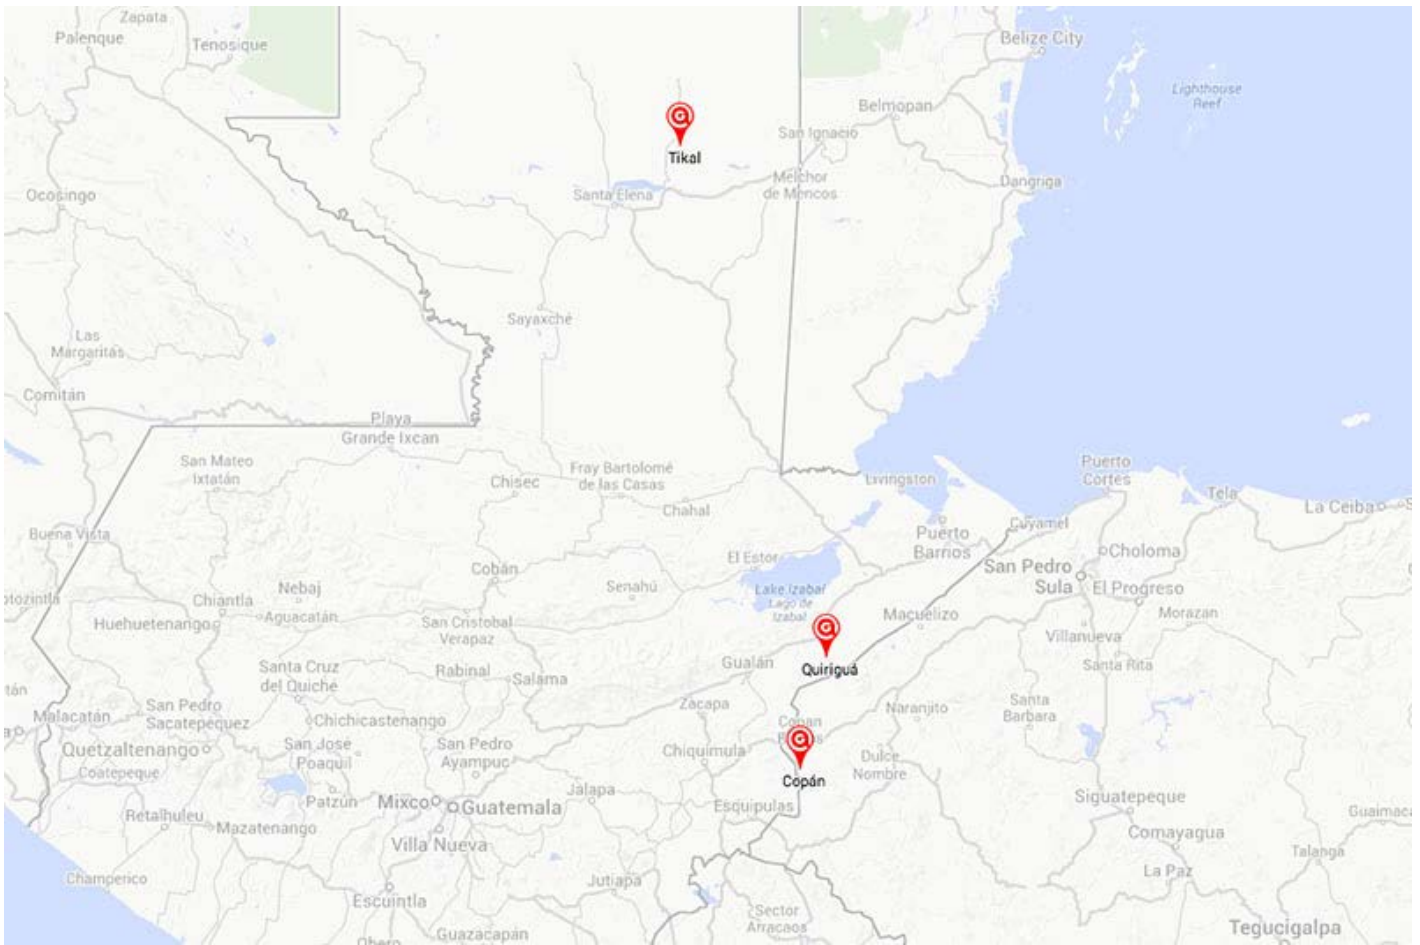 Zapata
Palenque
Tenosique
Belize City
Lighthouse
Reef
Belmopan
San Ignacio
Tikal
Melchor
de Mencos
Dangriga
Ocosingo
Santa Elena
Sayaxché
Las
Margaritas
Comitán
Playa
Grande Ixcan
San Mateo
Ixtatán
Chisec
Fray Bartolomé
de las Casas
Chahal
Livingston
Puerto
Cortes
Tela
La Ceiba
Buena Vista
Puerto
Barrios
Cuyamel
Choloma
San Pedro
Sula
El Progreso
El Estor
Lake Izabal
Lago de
Izabal
Cobán
Senahú
Nebaj
Chiantla
Aguacatán
Huehuetenango
San Cristobal
Verapaz
Macuelizo
Morazan
Villanueva
Santa Rita
Quiriguá
Gualán
Rabinal
Salama
Santa Cruz
del Quiche
San Pedro
Sacatepéquez
Malacatán
Chichicastenango
Zacapa
Copan
Naranjito
Santa
Barbara
Quetzaltenango
Coatepeque
San José
Poaquil
San Pedro
Ayampuc
Chiquimula
Copán
Dulce
Nombre
Patzún
Mixco
Guatemala
Jalapa
Esquipulas
Siguatepeque
Retalhuleu
Mazatenango
Villa Nueva
Comayagua
Talanga
Champerico
Escuintla
Jutiapa
La Paz
Sector
Arracaos
Guazacapán
Tegucigalpa